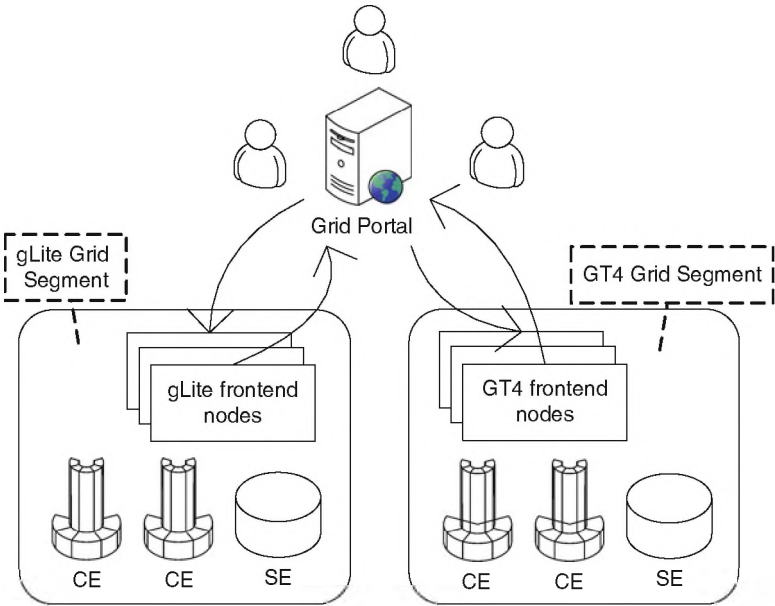 Grid Portal
gLite Grid
Segment
GT4 Grid Segment
gLite frontend
nodes
GT4 frontend
nodes
CE
CE
SE
CE
CE
SE